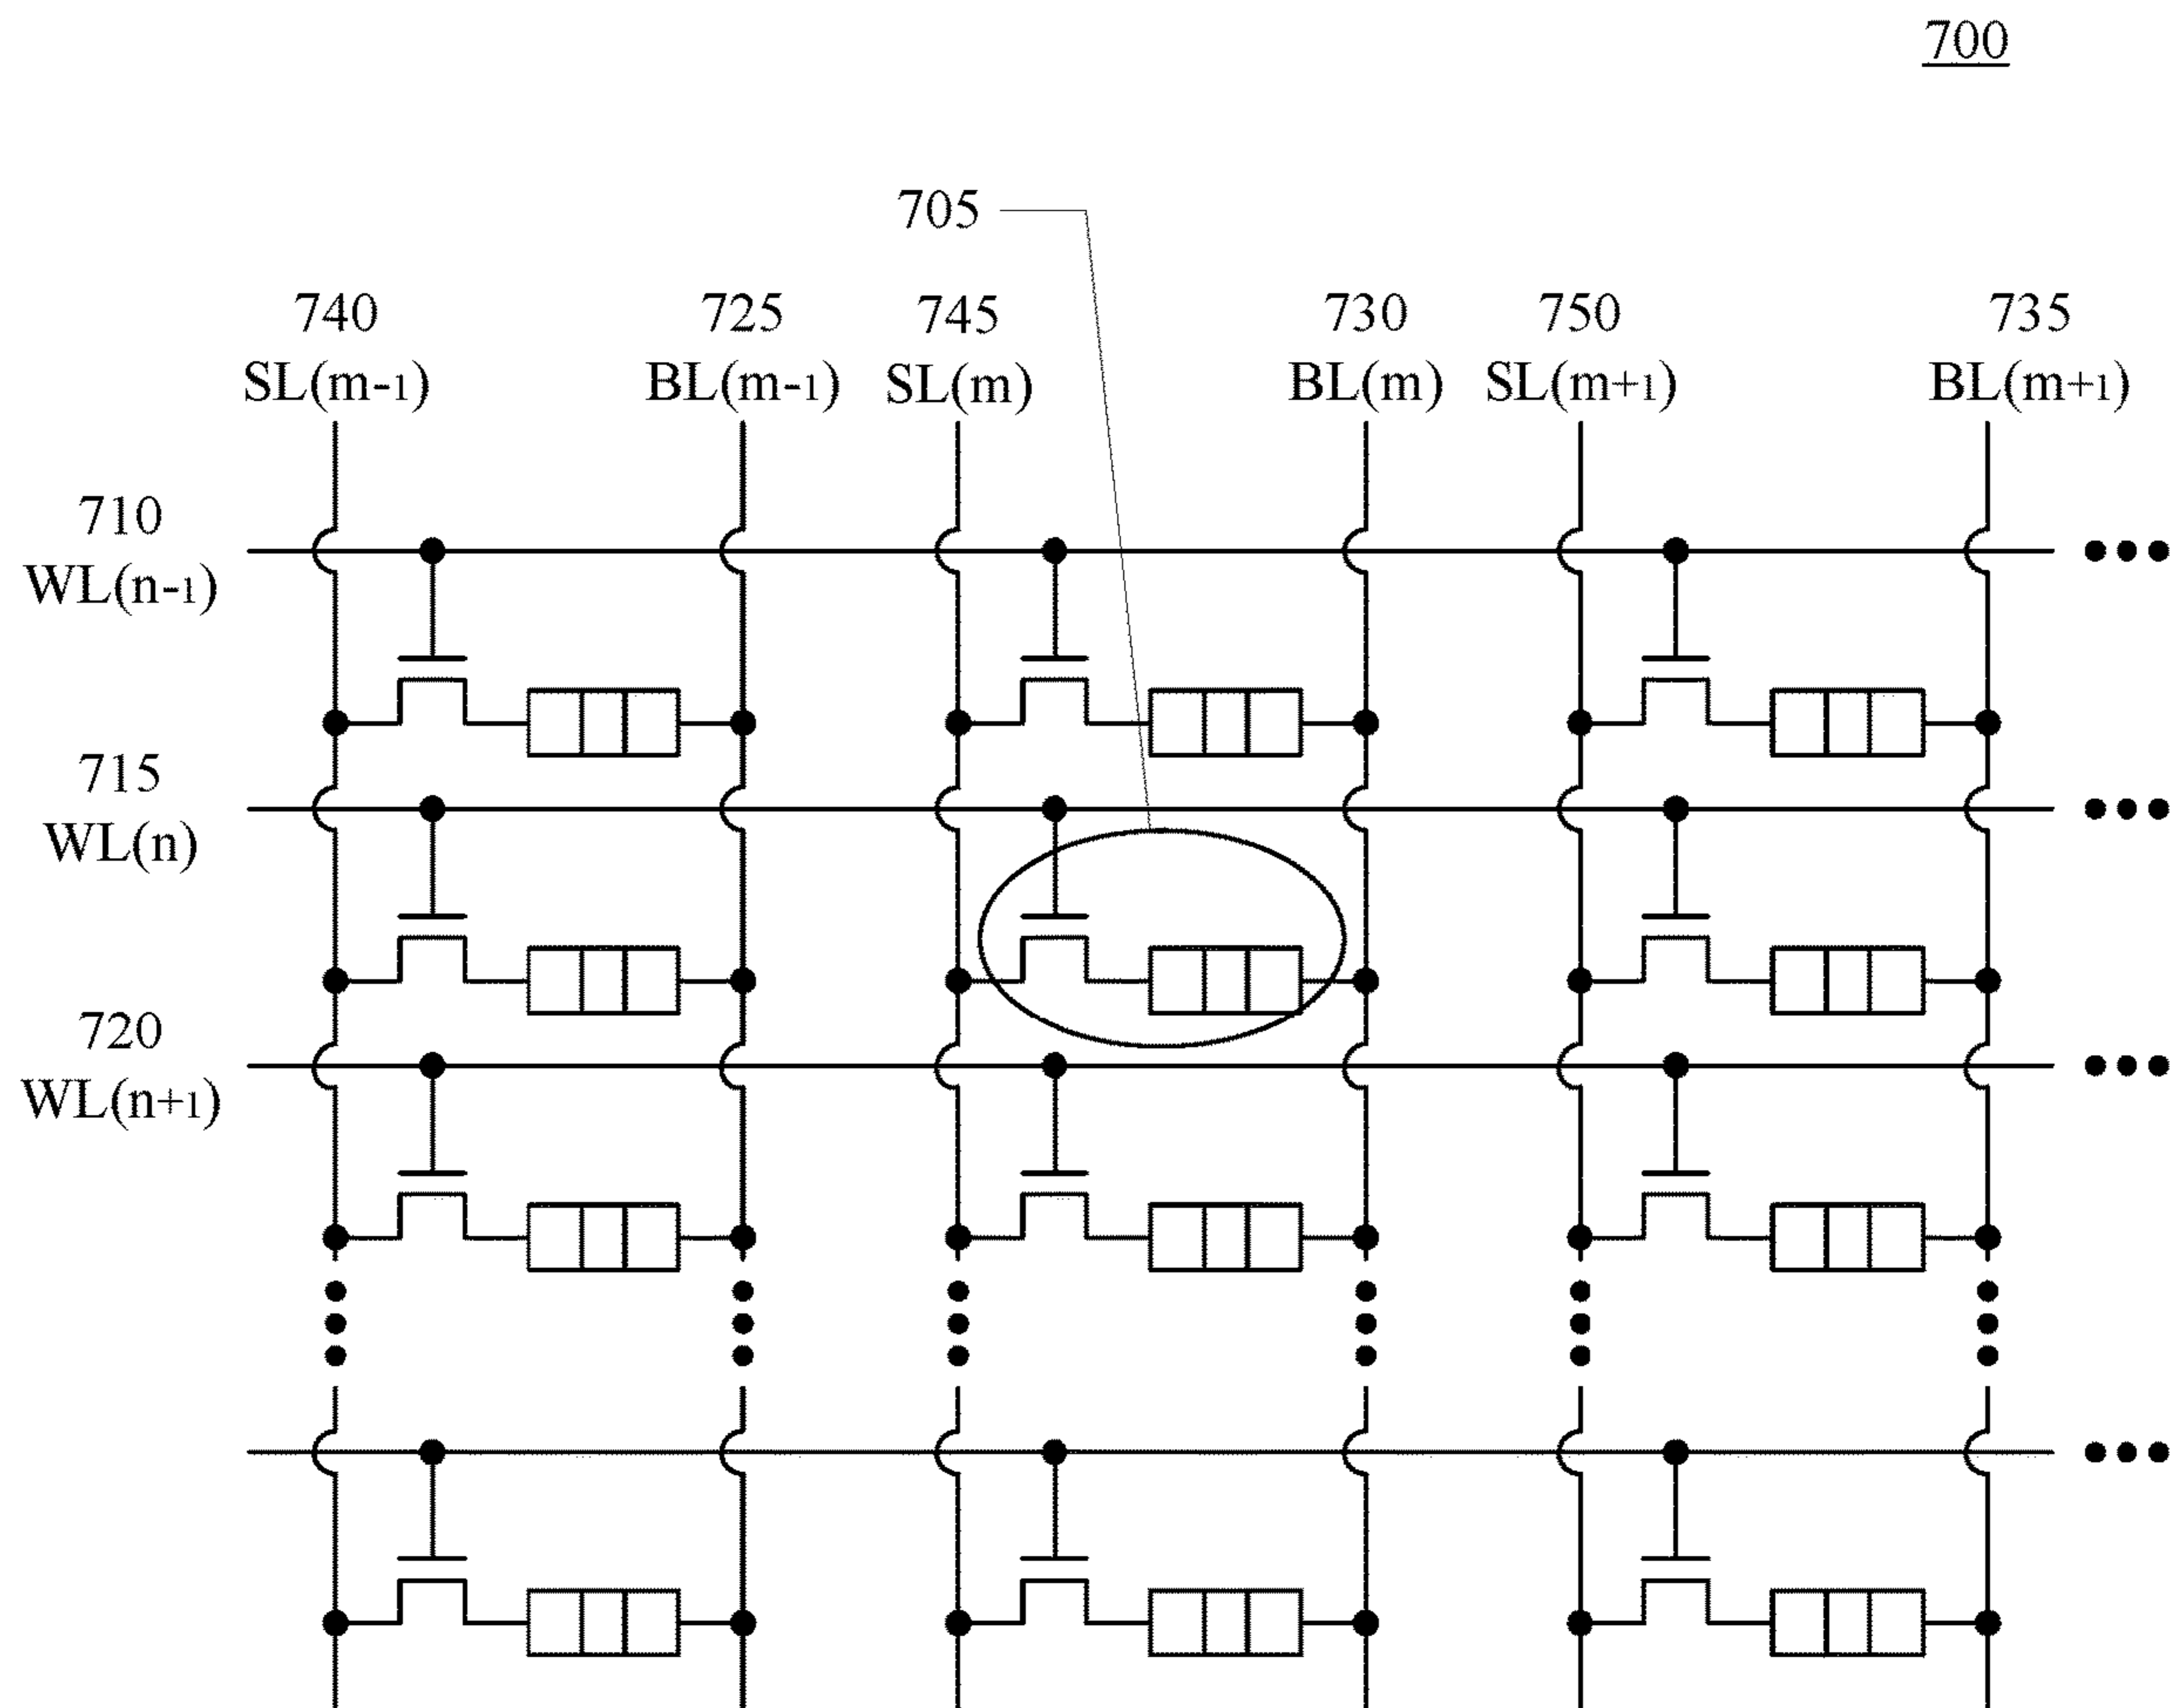 700
705
740 725 745 730 750 735
SL(m-1) BL(m-1) SL(m) BL(m) SL(m+1) BL(m+1)
710
WL(n-1)
715
WL(n)
720
WL(n+1)